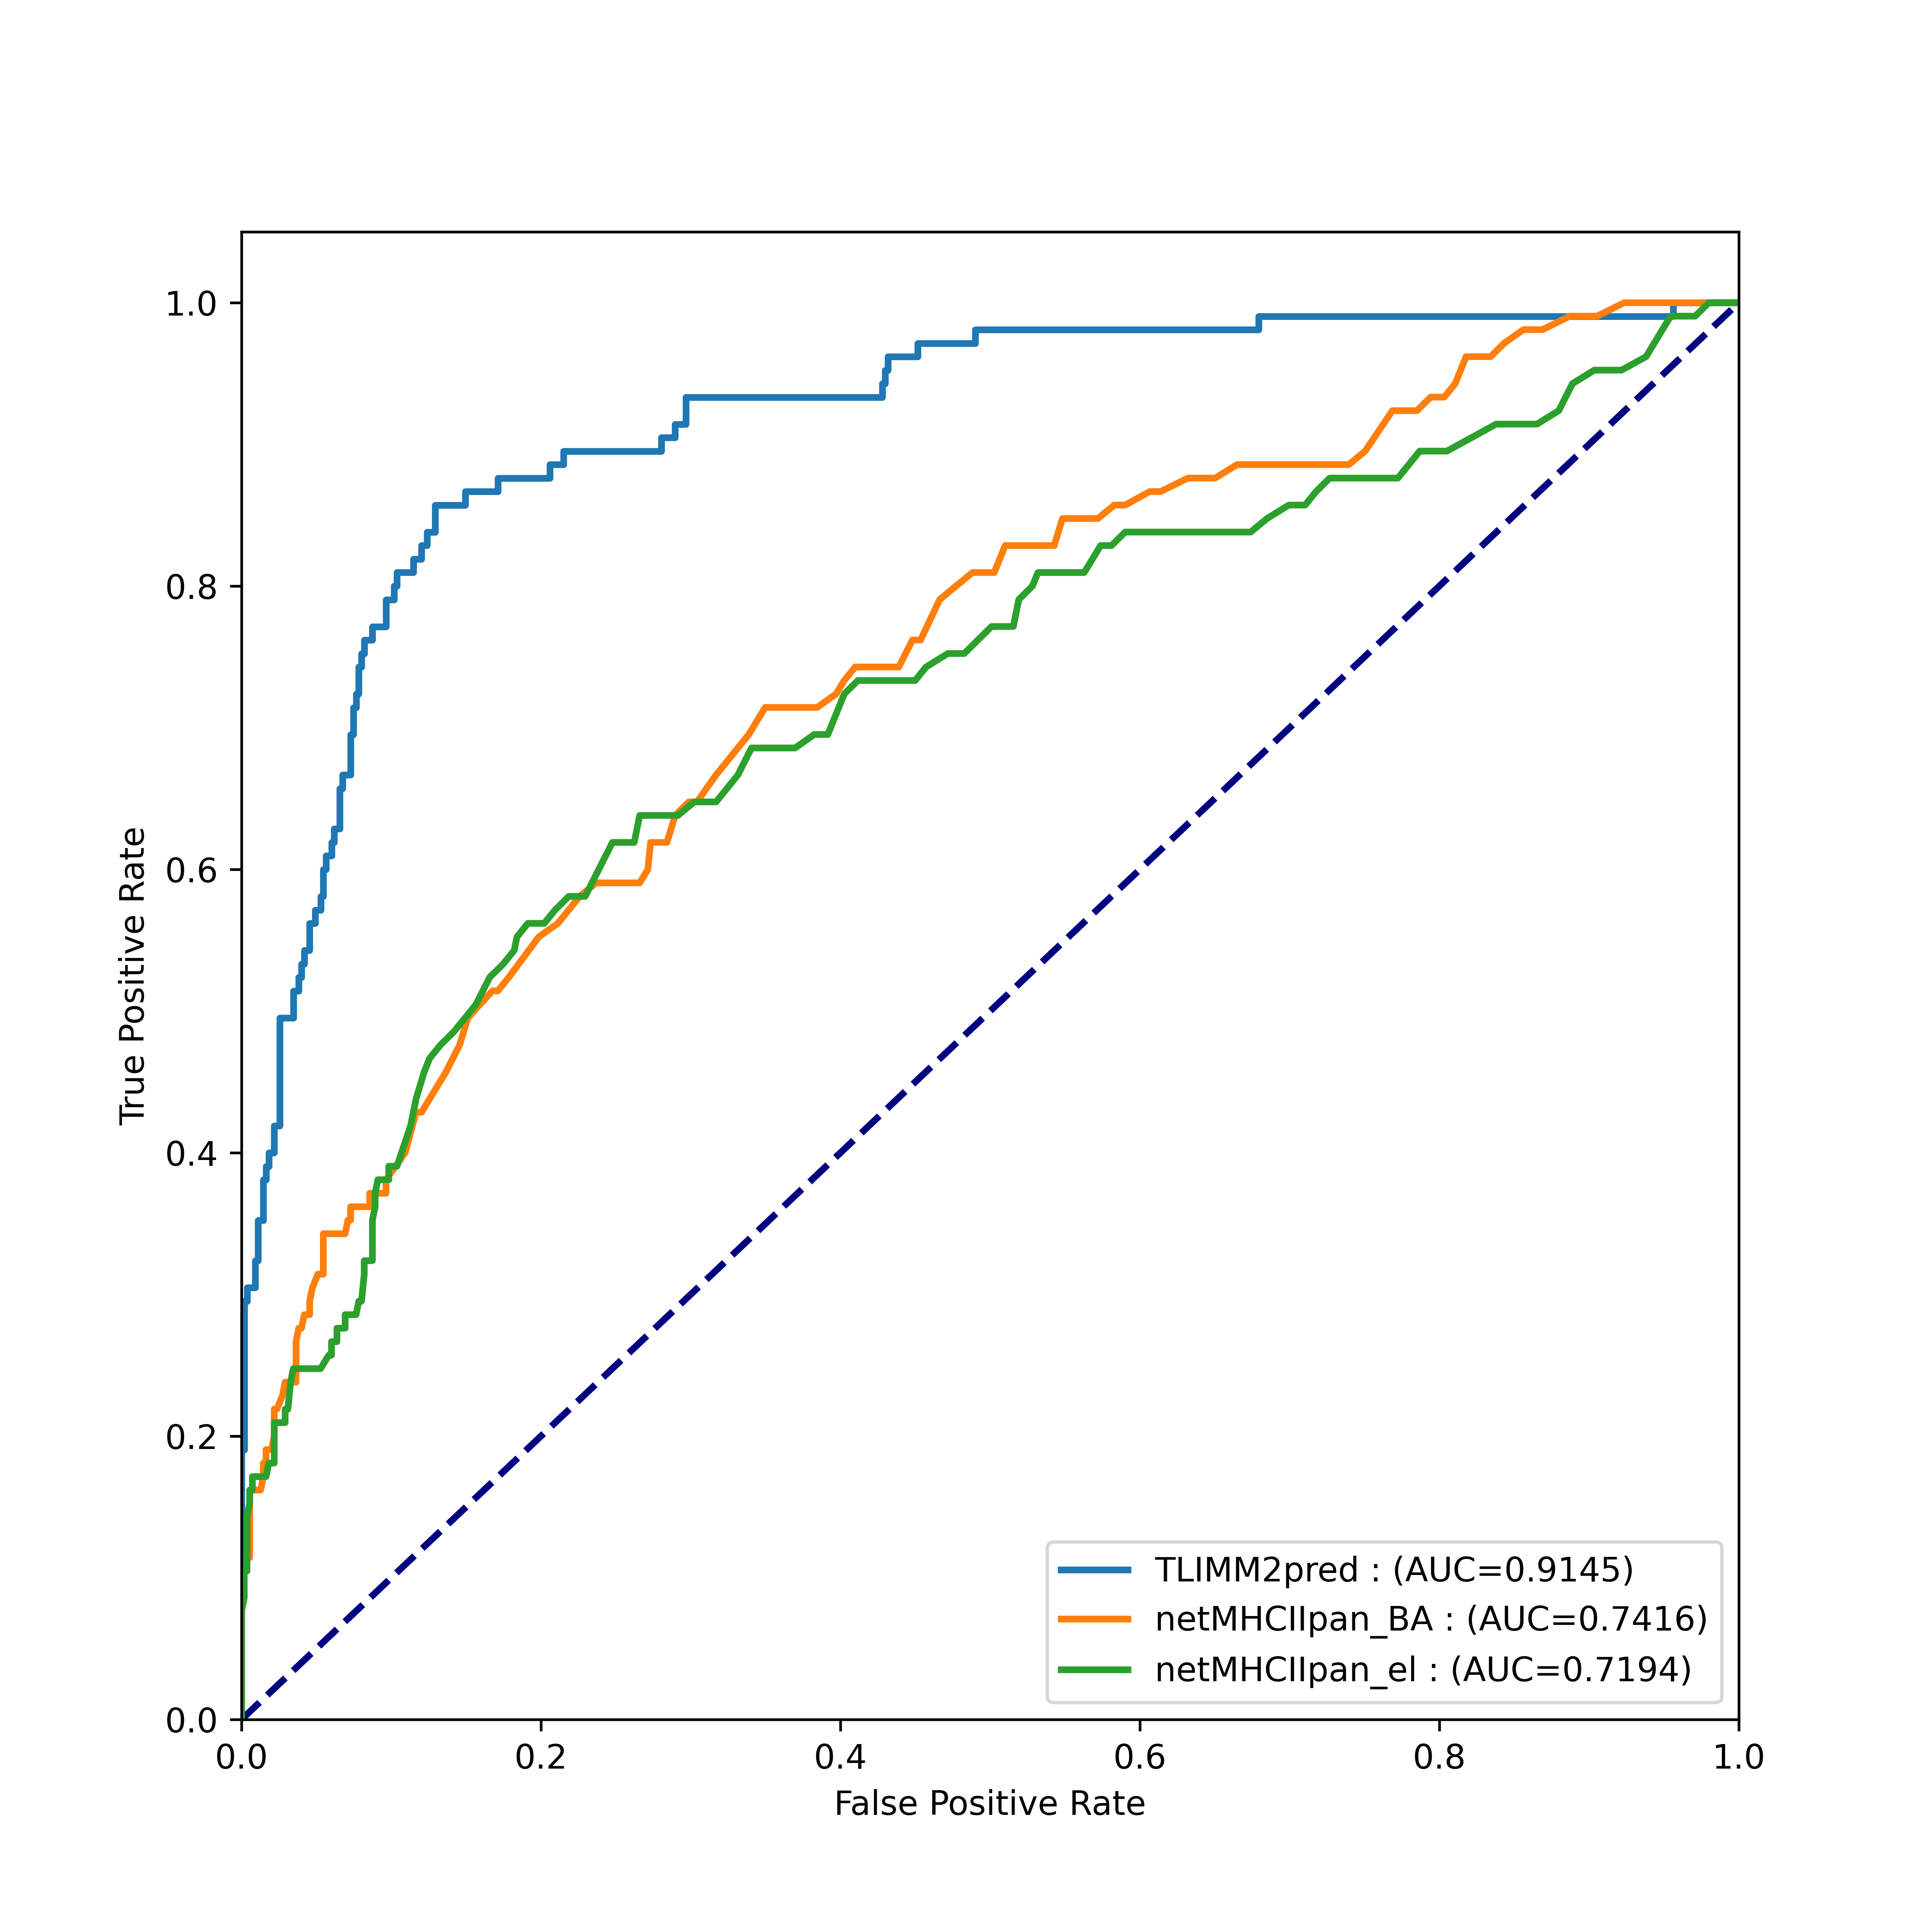 1.0
0.8
0.6
0.4
0.2
0.0
True Positive Rate
TLIMM2pred : (AUC=0.9145)
netMHCIIpan_BA : (AUC=0.7416)
netMHCIIpan_el : (AUC=0.7194)
0.0 0.2 0.4 0.6 0.8 1.0
False Positive Rate